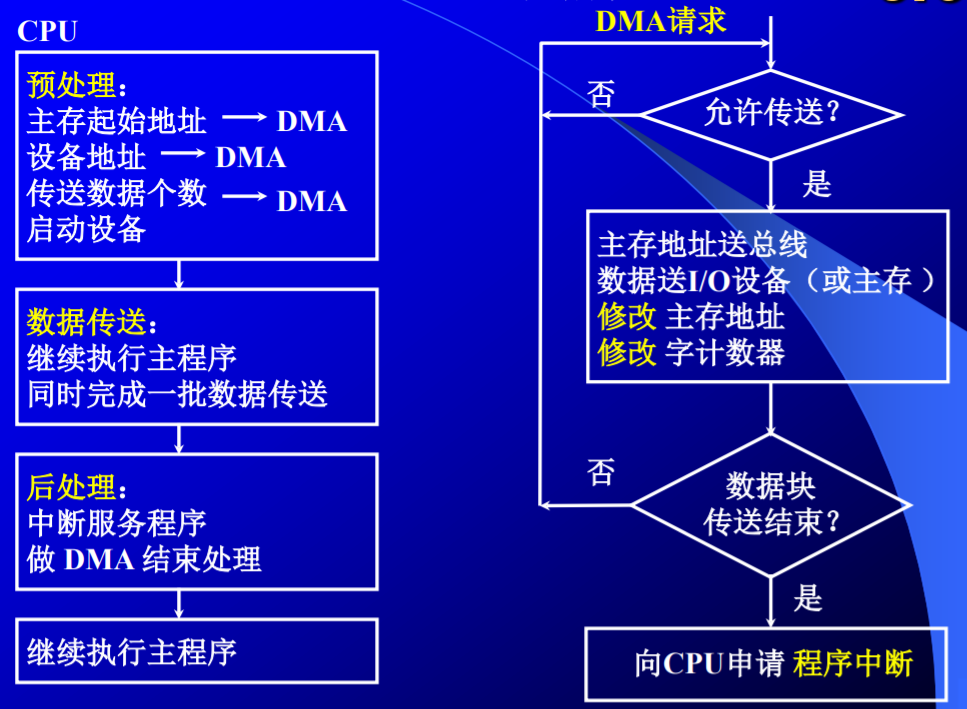 CPU
预处理：
主存起始地址 → DMA
设备地址 → DMA
传送数据个数 → DMA
启动设备
数据传送：
继续执行主程序
同时完成一批数据传送
后处理：
中断服务程序
做 DMA 结束处理
继续执行主程序
DMA请求
否
允许传送？
是
主存地址送总线
数据送I/O设备（或主存 ）
修改 主存地址
修改 字计数器
否
数据块
传送结束？
是
向CPU申请 程序中断